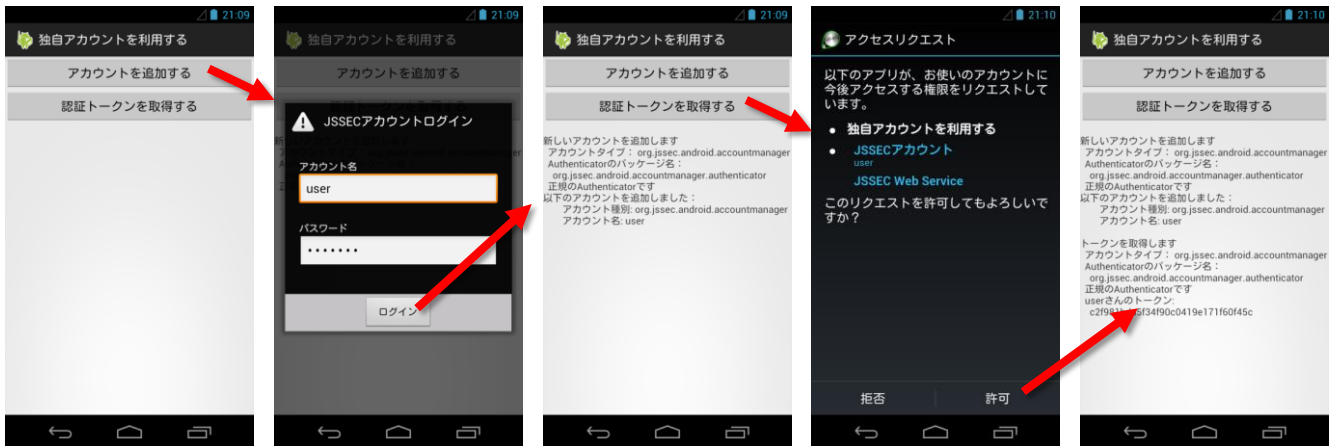 21:09
独自アカウントを利用する
アカウントを追加する
認証トークンを取得する
21:09
独自アカウントを利用する
アカウントを追加する
JSSECアカウントログイン
アカウント名
user
パスワード
•••••••
ログイン
21:09
独自アカウントを利用する
アカウントを追加する
認証トークンを取得する
新しいアカウントを追加します
アカウントタイプ： org.jssec.android.accountmanager
Authenticatorのパッケージ名：
org.jssec.android.accountmanager.authenticator
正規のAuthenticatorです
以下のアカウントを追加しました：
アカウント種別: org.jssec.android.accountmanager
アカウント名: user
21:10
アクセスリクエスト
以下のアプリが、お使いのアカウントに
今後アクセスする権限をリクエストして
います。
• 独自アカウントを利用する
• JSSECアカウント
user
JSSEC Web Service
このリクエストを許可してもよろしいで
すか？
拒否 許可
21:10
独自アカウントを利用する
アカウントを追加する
認証トークンを取得する
新しいアカウントを追加します
アカウントタイプ： org.jssec.android.accountmanager
Authenticatorのパッケージ名：
org.jssec.android.accountmanager.authenticator
正規のAuthenticatorです
以下のアカウントを追加しました：
アカウント種別: org.jssec.android.accountmanager
アカウント名: user
トークンを取得します
アカウントタイプ： org.jssec.android.accountmanager
Authenticatorのパッケージ名：
org.jssec.android.accountmanager.authenticator
正規のAuthenticatorです
userさんのトークン: